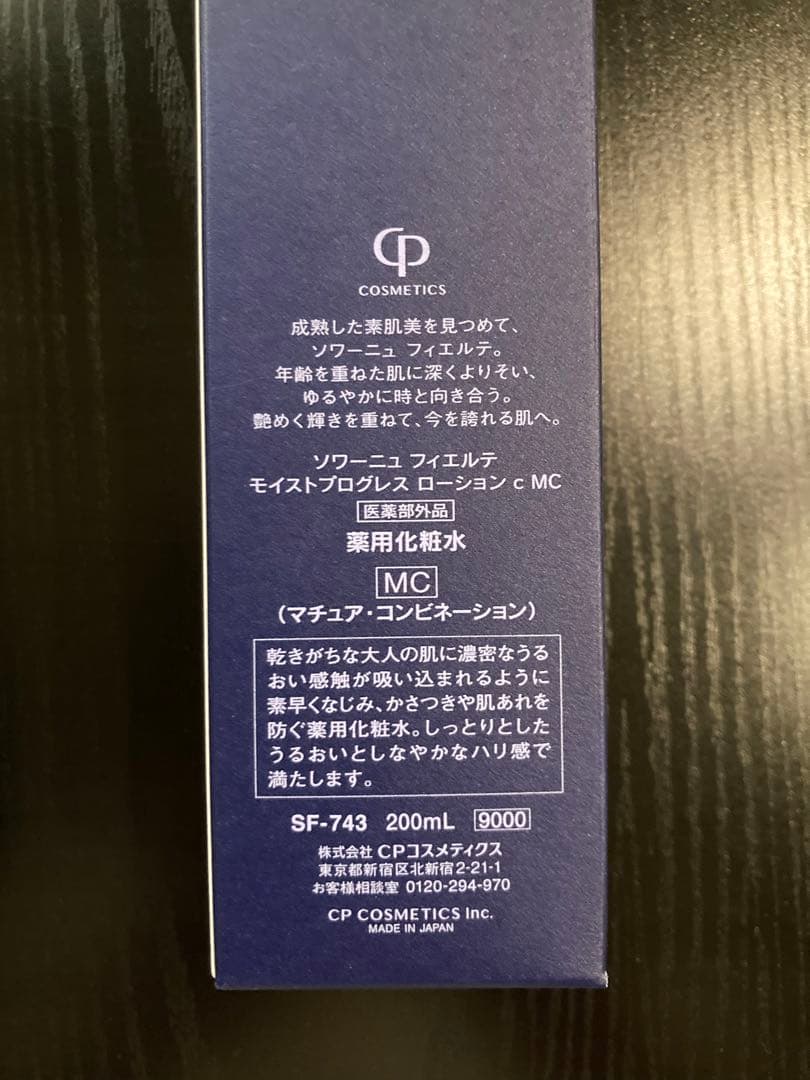 CP
COSMETICS
成熟した素肌美を見つめて、
ソワーニュ フィエルテ。
年齢を重ねた肌に深くよりそい、
ゆるやかに時と向き合う。
艶めく輝きを重ねて、今を誇れる肌へ。
ソワーニュ フィエルテ
モイストプログレス ローション c MC
医薬部外品
薬用化粧水
MC
(マチュア・コンビネーション)
乾きがちな大人の肌に濃密なうる
おい感触が吸い込まれるように
素早くなじみ、かさつきや肌あれを
防ぐ薬用化粧水。しっとりとした
うるおいとしなやかなハリ感で
満たします。
SF-743 200mL 9000
株式会社 CPコスメティクス
東京都新宿区北新宿2-21-1
お客様相談室 0120-294-970
CP COSMETICS Inc.
MADE IN JAPAN